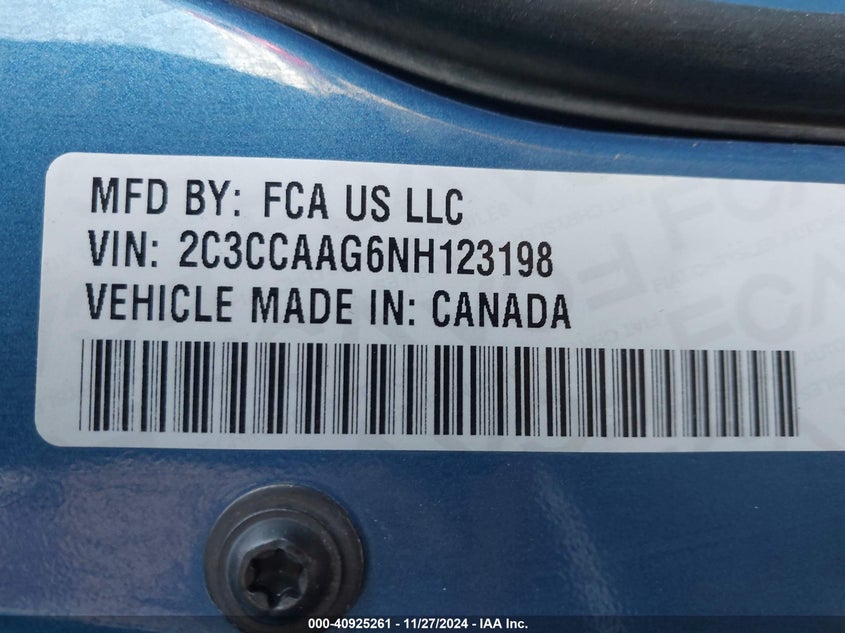 MFD BY: FCA US LLC
VIN: 2C3CCAAG6NH123198
VEHICLE MADE IN: CANADA
000-40925261 - 11/27/2024 - IAA Inc.